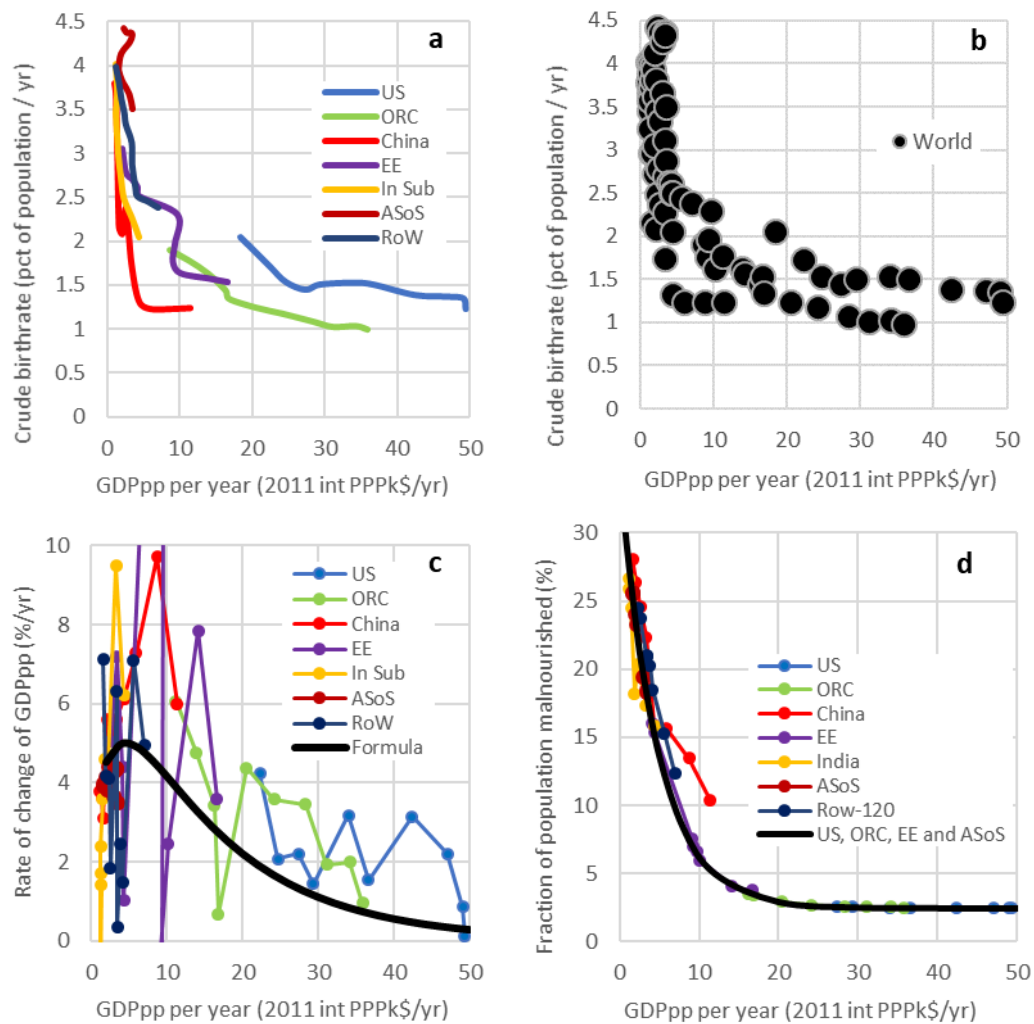 a
4.5
4
3.5
3
2.5
2
1.5
1
0.5
0
0 10 20 30 40 50
Crude birthrate (pct of population / yr)
GDPpp per year (2011 int PPPk$/yr)
US
ORC
China
EE
In Sub
ASoS
RoW
b
4.5
4
3.5
3
2.5
2
1.5
1
0.5
0
0 10 20 30 40 50
Crude birthrate (pct of population / yr)
GDPpp per year (2011 int PPPk$/yr)
World
c
10
8
6
4
2
0
0 10 20 30 40 50
Rate of change of GDPpp (%/yr)
GDPpp per year (2011 int PPPk$/yr)
US
ORC
China
EE
In Sub
ASoS
RoW
Formula
d
30
25
20
15
10
5
0
0 10 20 30 40 50
Fraction of population malnourished (%)
GDPpp per year (2011 int PPPk$/yr)
US
ORC
China
EE
India
ASoS
Row-120
US, ORC, EE and ASoS